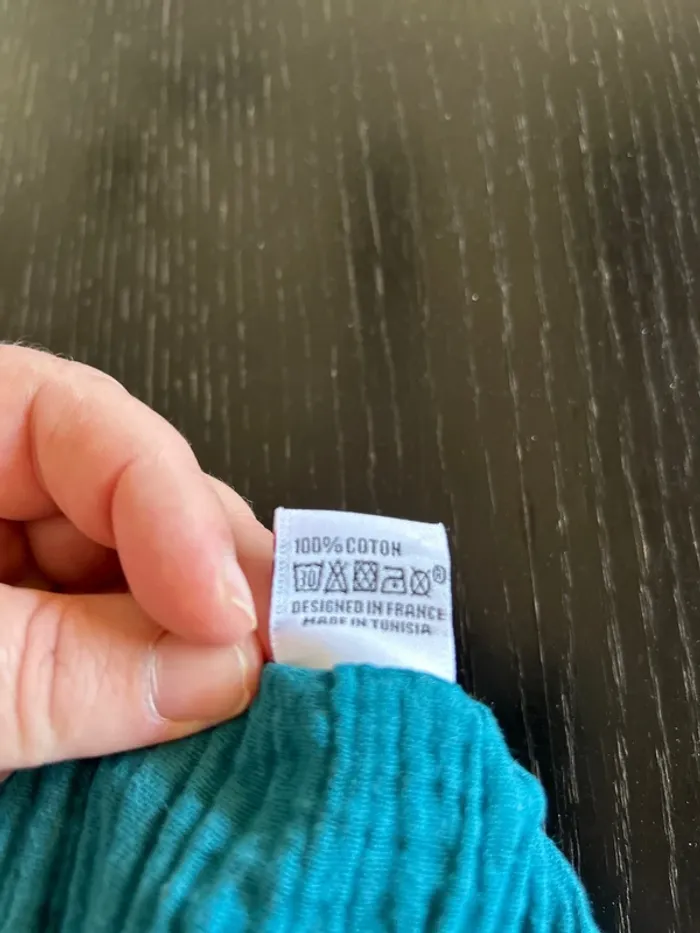 100% COTON
30 ®
DESIGNED IN FRANCE
MADE IN TUNISIA